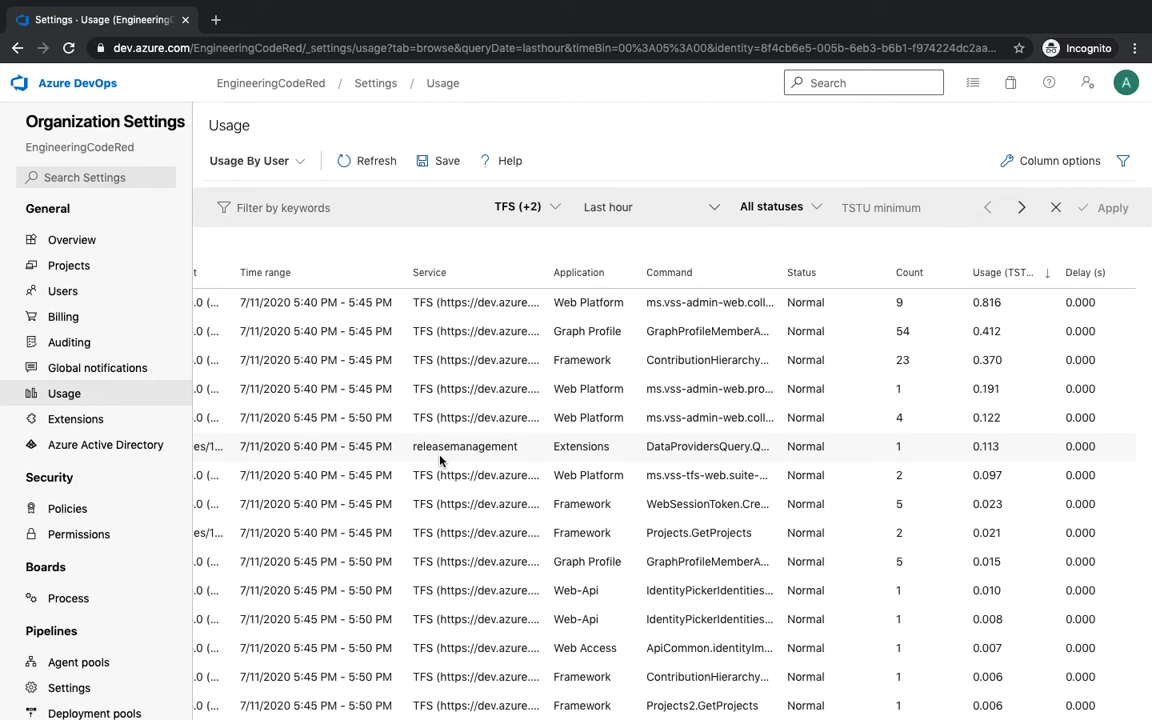 Settings · Usage (EngineeringC
dev.azure.com/EngineeringCodeRed/_settings/usage?tab=browse&queryDate=lasthour&timeBin=00%3A05%3A00&identity=8f4cb6e5-005b-6eb3-b6b1-f974224dc2aa...
Incognito
Azure DevOps
EngineeringCodeRed / Settings / Usage
Search
A
Organization Settings
EngineeringCodeRed
Search Settings
General
Overview
Projects
Users
Billing
Auditing
Global notifications
Usage
Extensions
Azure Active Directory
Security
Policies
Permissions
Boards
Process
Pipelines
Agent pools
Settings
Deployment pools
Usage
Usage By User
Refresh
Save
Help
Column options
Filter by keywords
TFS (+2)
Last hour
All statuses
TSTU minimum
Apply
t Time range Service Application Command Status Count Usage (TST... ↓ Delay (s)
.0 (... 7/11/2020 5:40 PM - 5:45 PM TFS (https://dev.azure.... Web Platform ms.vss-admin-web.coll... Normal 9 0.816 0.000
.0 (... 7/11/2020 5:40 PM - 5:45 PM TFS (https://dev.azure.... Graph Profile GraphProfileMemberA... Normal 54 0.412 0.000
.0 (... 7/11/2020 5:40 PM - 5:45 PM TFS (https://dev.azure.... Framework ContributionHierarchy... Normal 23 0.370 0.000
.0 (... 7/11/2020 5:40 PM - 5:45 PM TFS (https://dev.azure.... Web Platform ms.vss-admin-web.pro... Normal 1 0.191 0.000
.0 (... 7/11/2020 5:45 PM - 5:50 PM TFS (https://dev.azure.... Web Platform ms.vss-admin-web.coll... Normal 4 0.122 0.000
es/1... 7/11/2020 5:40 PM - 5:45 PM releasemanagement Extensions DataProvidersQuery.Q... Normal 1 0.113 0.000
.0 (... 7/11/2020 5:40 PM - 5:45 PM TFS (https://dev.azure.... Web Platform ms.vss-tfs-web.suite-... Normal 2 0.097 0.000
.0 (... 7/11/2020 5:40 PM - 5:45 PM TFS (https://dev.azure.... Framework WebSessionToken.Cre... Normal 5 0.023 0.000
es/1... 7/11/2020 5:40 PM - 5:45 PM TFS (https://dev.azure.... Framework Projects.GetProjects Normal 2 0.021 0.000
.0 (... 7/11/2020 5:45 PM - 5:50 PM TFS (https://dev.azure.... Graph Profile GraphProfileMemberA... Normal 5 0.015 0.000
.0 (... 7/11/2020 5:45 PM - 5:50 PM TFS (https://dev.azure.... Web-Api IdentityPickerIdentities... Normal 1 0.010 0.000
.0 (... 7/11/2020 5:45 PM - 5:50 PM TFS (https://dev.azure.... Web-Api IdentityPickerIdentities... Normal 1 0.008 0.000
.0 (... 7/11/2020 5:45 PM - 5:50 PM TFS (https://dev.azure.... Web Access ApiCommon.identityIm... Normal 1 0.007 0.000
.0 (... 7/11/2020 5:45 PM - 5:50 PM TFS (https://dev.azure.... Framework ContributionHierarchy... Normal 1 0.006 0.000
.0 (... 7/11/2020 5:45 PM - 5:50 PM TFS (https://dev.azure.... Framework Projects2.GetProjects Normal 1 0.006 0.000